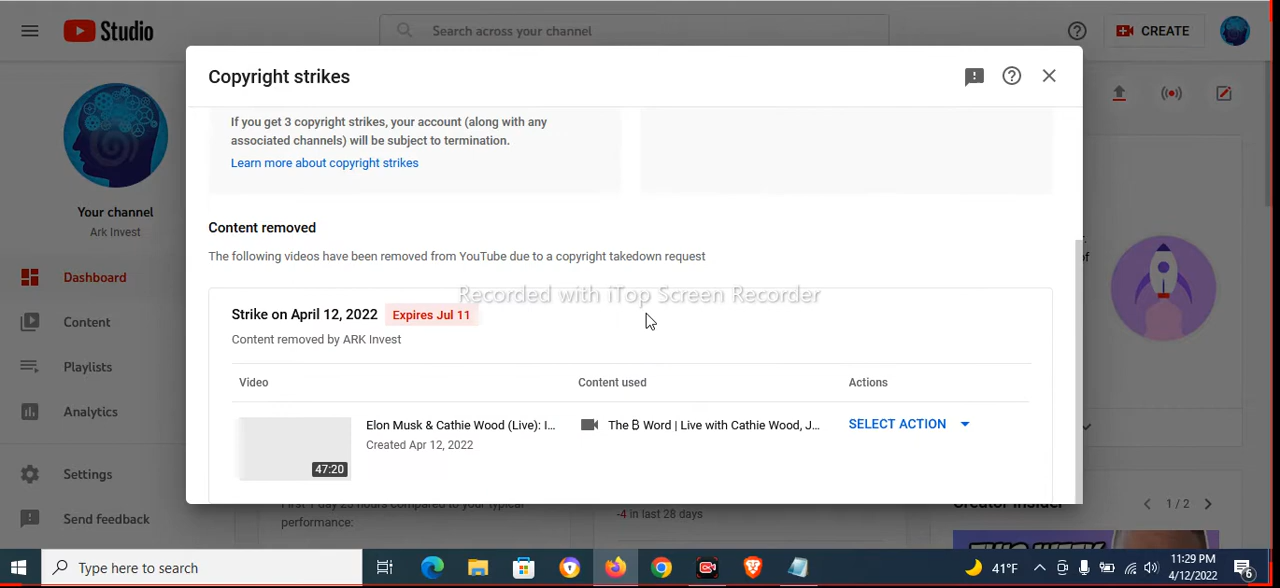 Studio
Search across your channel
CREATE
Copyright strikes
If you get 3 copyright strikes, your account (along with any
associated channels) will be subject to termination.
Learn more about copyright strikes
Your channel
Ark Invest
Content removed
The following videos have been removed from YouTube due to a copyright takedown request
Dashboard
Content
Playlists
Analytics
Settings
Send feedback
Recorded with iTop Screen Recorder
Strike on April 12, 2022 Expires Jul 11
Content removed by ARK Invest
Video Content used Actions
Elon Musk & Cathie Wood (Live): I... The B Word | Live with Cathie Wood, J... SELECT ACTION
Created Apr 12, 2022
47:20
performance:
-4 in last 28 days
1 / 2
THIS WEEK
Type here to search
41°F
11:29 PM
4/12/2022
6